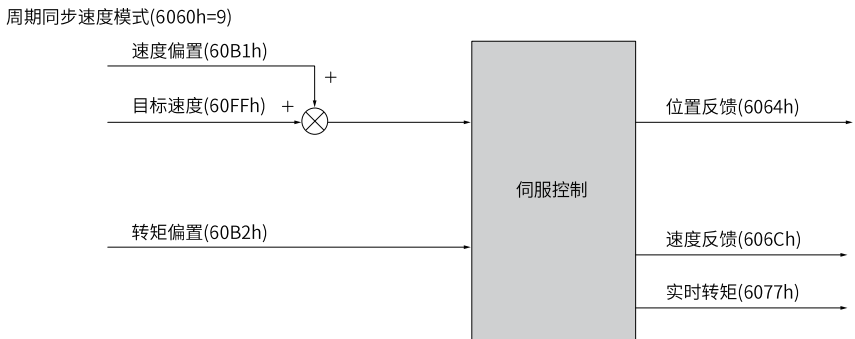 周期同步速度模式(6060h=9)
速度偏置(60B1h)
+
目标速度(60FFh)
+
位置反馈(6064h)
伺服控制
转矩偏置(60B2h)
速度反馈(606Ch)
实时转矩(6077h)